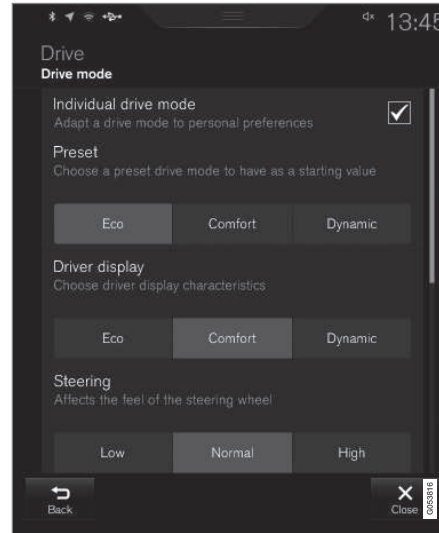 13:45
Drive
Drive mode
Individual drive mode
Adapt a drive mode to personal preferences
Preset
Choose a preset drive mode to have as a starting value
Eco Comfort Dynamic
Driver display
Choose driver display characteristics
Eco Comfort Dynamic
Steering
Affects the feel of the steering wheel
Low Normal High
Back
Close
G053816